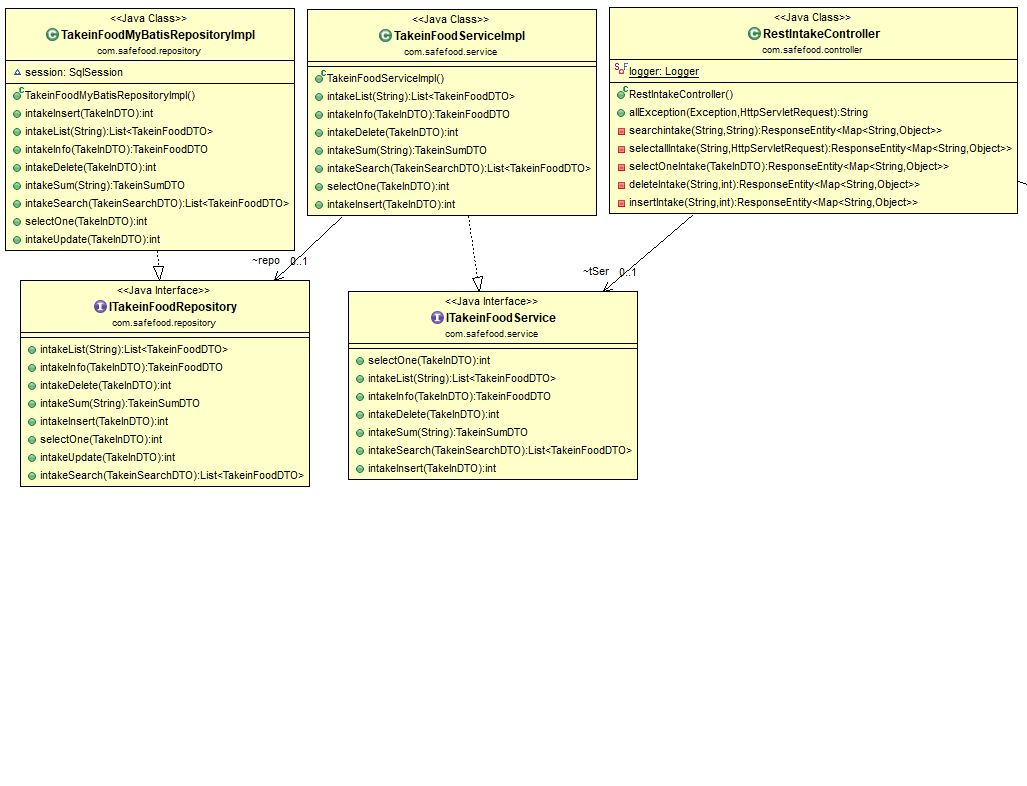 <<Java Class>>
TakeinFoodMyBatisRepositoryImpl
com.safefood.repository
session: SqlSession
TakeinFoodMyBatisRepositoryImpl()
intakeInsert(TakeInDTO):int
intakeList(String):List<TakeinFoodDTO>
intakeInfo(TakeInDTO):TakeinFoodDTO
intakeDelete(TakeInDTO):int
intakeSum(String):TakeinSumDTO
intakeSearch(TakeinSearchDTO):List<TakeinFoodDTO>
selectOne(TakeInDTO):int
intakeUpdate(TakeInDTO):int
<<Java Class>>
TakeinFoodServiceImpl
com.safefood.service
TakeinFoodServiceImpl()
intakeList(String):List<TakeinFoodDTO>
intakeInfo(TakeInDTO):TakeinFoodDTO
intakeDelete(TakeInDTO):int
intakeSum(String):TakeinSumDTO
intakeSearch(TakeinSearchDTO):List<TakeinFoodDTO>
selectOne(TakeInDTO):int
intakeInsert(TakeInDTO):int
<<Java Class>>
RestIntakeController
com.safefood.controller
logger: Logger
RestIntakeController()
allException(Exception,HttpServletRequest):String
searchintake(String,String):ResponseEntity<Map<String,Object>>
selectallIntake(String,HttpServletRequest):ResponseEntity<Map<String,Object>>
selectOneIntake(TakeInDTO):ResponseEntity<Map<String,Object>>
deleteIntake(String,int):ResponseEntity<Map<String,Object>>
insertIntake(String,int):ResponseEntity<Map<String,Object>>
~repo 0..1
~tSer 0..1
<<Java Interface>>
ITakeinFoodRepository
com.safefood.repository
intakeList(String):List<TakeinFoodDTO>
intakeInfo(TakeInDTO):TakeinFoodDTO
intakeDelete(TakeInDTO):int
intakeSum(String):TakeinSumDTO
intakeInsert(TakeInDTO):int
selectOne(TakeInDTO):int
intakeUpdate(TakeInDTO):int
intakeSearch(TakeinSearchDTO):List<TakeinFoodDTO>
<<Java Interface>>
ITakeinFoodService
com.safefood.service
selectOne(TakeInDTO):int
intakeList(String):List<TakeinFoodDTO>
intakeInfo(TakeInDTO):TakeinFoodDTO
intakeDelete(TakeInDTO):int
intakeSum(String):TakeinSumDTO
intakeSearch(TakeinSearchDTO):List<TakeinFoodDTO>
intakeInsert(TakeInDTO):int